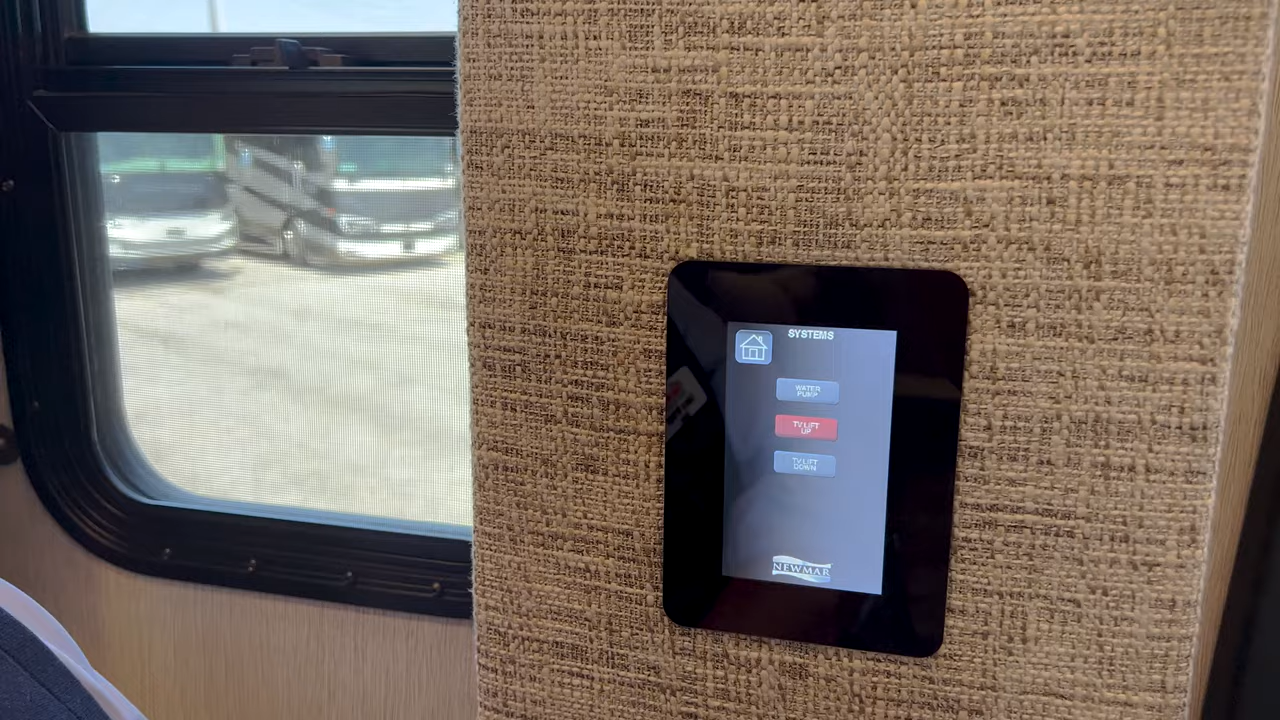 SYSTEMS
WATER
PUMP
TV LIFT
UP
TV LIFT
DOWN
NEWMAR